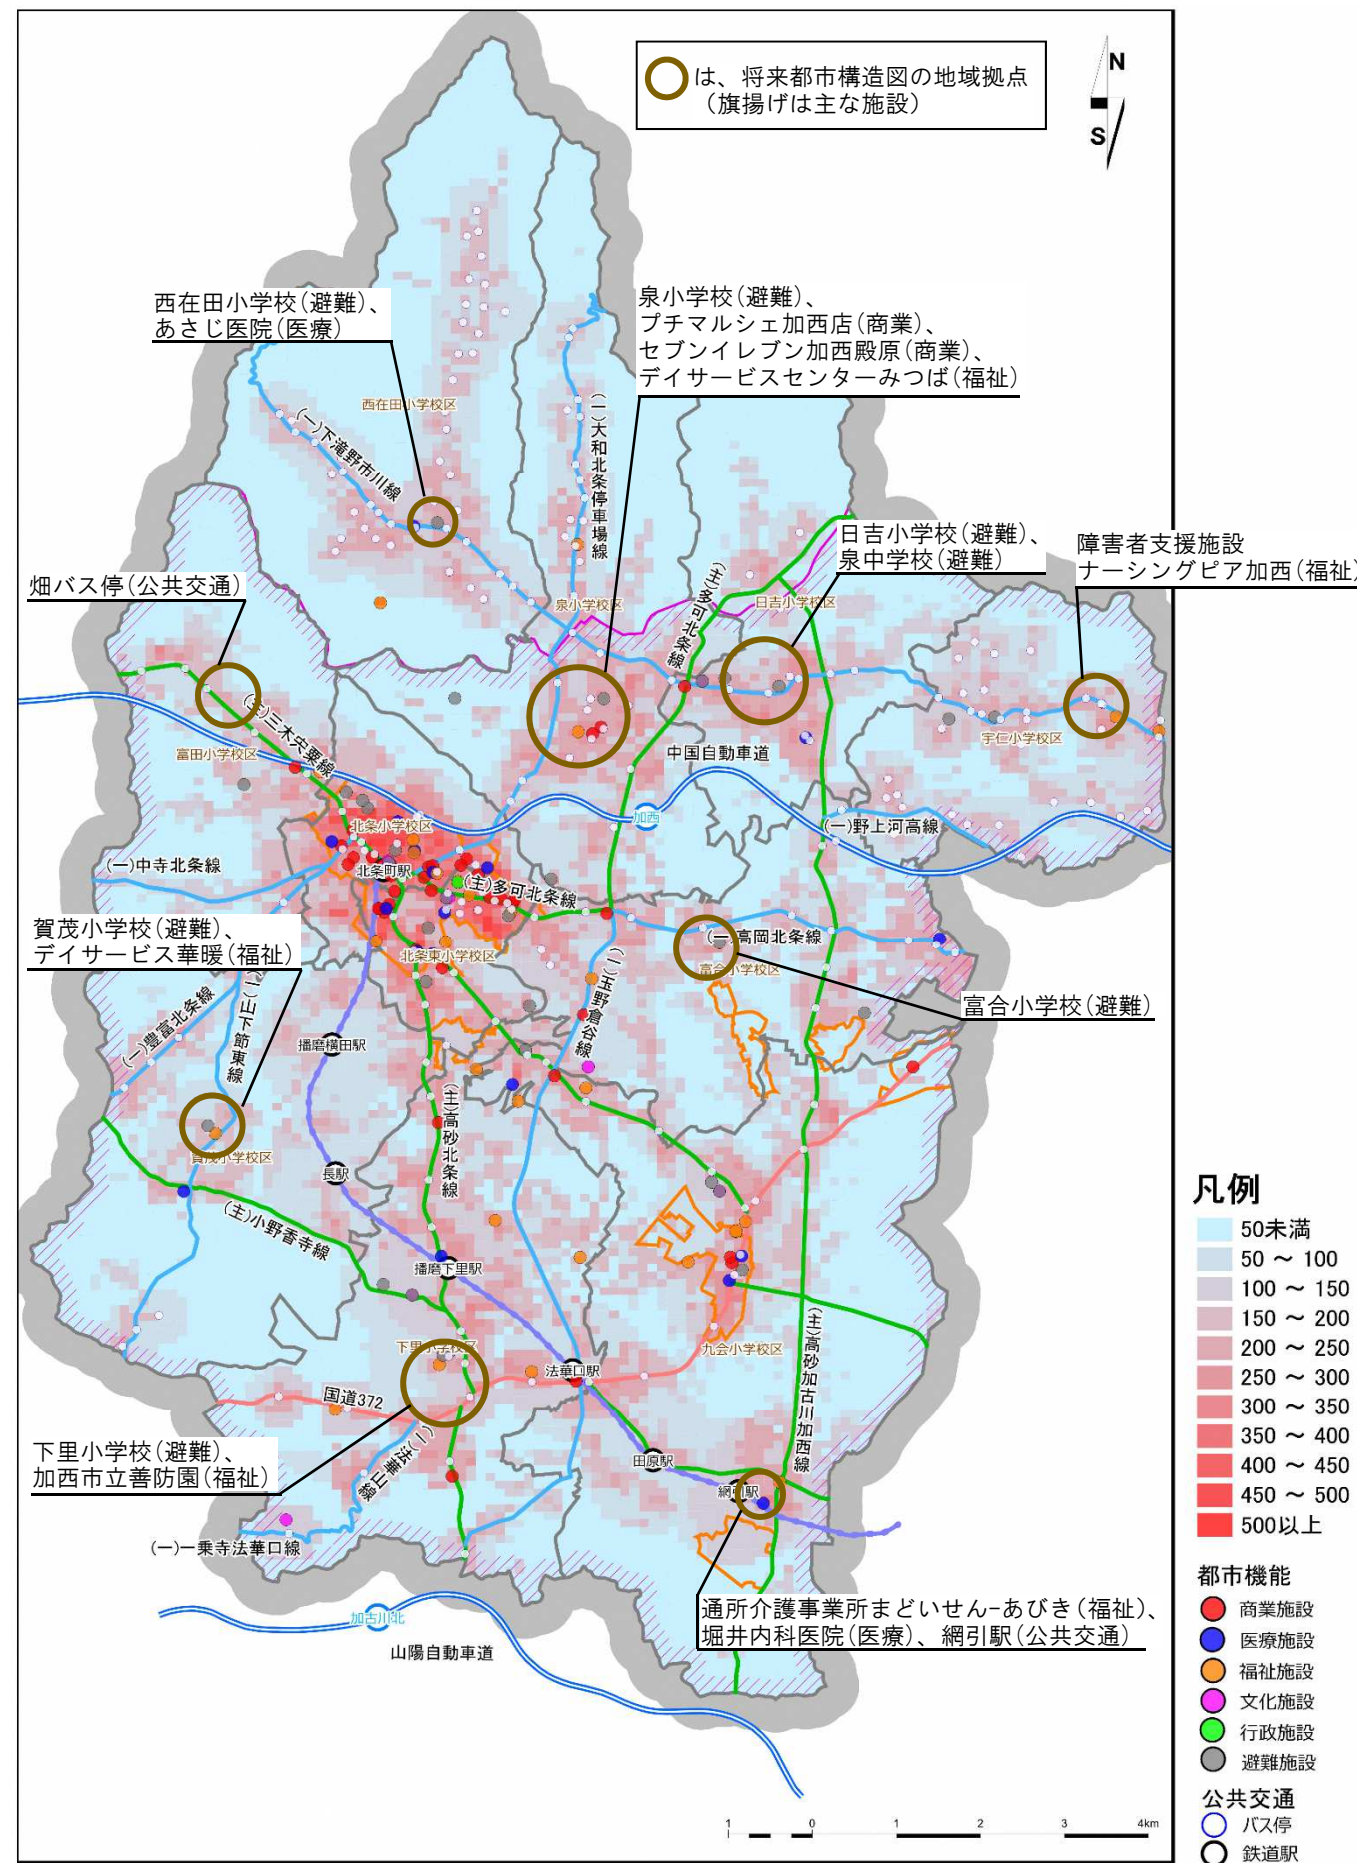 は、将来都市構造図の地域拠点
(旗揚げは主な施設)
N
S
西在田小学校(避難)、
あさじ医院(医療)
泉小学校(避難)、
プチマルシェ加西店(商業)、
セブンイレブン加西殿原(商業)、
デイサービスセンターみつば(福祉)
西在田小学校区
(一)下滝野市川線
(一)大和北条停車場線
日吉小学校(避難)、
泉中学校(避難)
障害者支援施設
ナーシングピア加西(福祉)
畑バス停(公共交通)
泉小学校区
(主)多可北条線
日吉小学校区
(主)三木宍粟線
富田小学校区
中国自動車道
宇仁小学校区
加西
北条小学校区
(一)野上河高線
(一)中寺北条線
北条町駅
(主)多可北条線
賀茂小学校(避難)、
デイサービス華暖(福祉)
(一)高岡北条線
北条東小学校区
富合小学校区
(一)玉野倉谷線
富合小学校(避難)
(一)豊富北条線
(一)山下節東線
播磨横田駅
(主)高砂北条線
賀茂小学校区
長駅
(主)小野香寺線
播磨下里駅
下里小学校区
法華口駅
九会小学校区
(主)高砂加古川加西線
国道372
下里小学校(避難)、
加西市立善防園(福祉)
(一)法華山線
田原駅
網引駅
(一)一乗寺法華口線
通所介護事業所まどいせん-あびき(福祉)、
堀井内科医院(医療)、網引駅(公共交通)
加古川北
山陽自動車道
凡例
50未満
50 ~ 100
100 ~ 150
150 ~ 200
200 ~ 250
250 ~ 300
300 ~ 350
350 ~ 400
400 ~ 450
450 ~ 500
500以上
都市機能
商業施設
医療施設
福祉施設
文化施設
行政施設
避難施設
公共交通
バス停
鉄道駅
1 0 1 2 3 4km